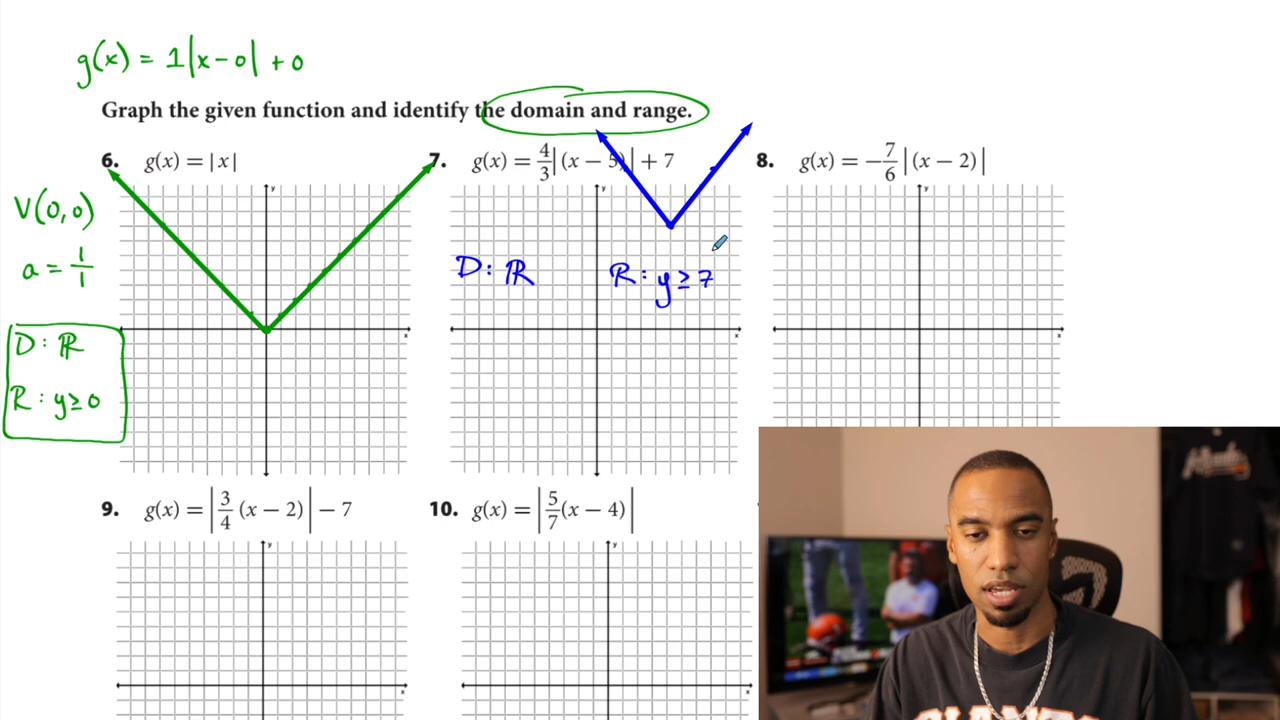 g(x) = 1|x-0| + 0
Graph the given function and identify the domain and range.
6. g(x) = |x|
7. g(x) = 4/3|(x − 5)| + 7
8. g(x) = −7/6|(x − 2)|
V(0,0)
a = 1/1
D: ℝ
R: y ≥ 0
y
x
D: ℝ
R: y ≥ 7
y
x
y
x
9. g(x) = |3/4(x − 2)| − 7
10. g(x) = |5/7(x − 4)|
y
x
y
x